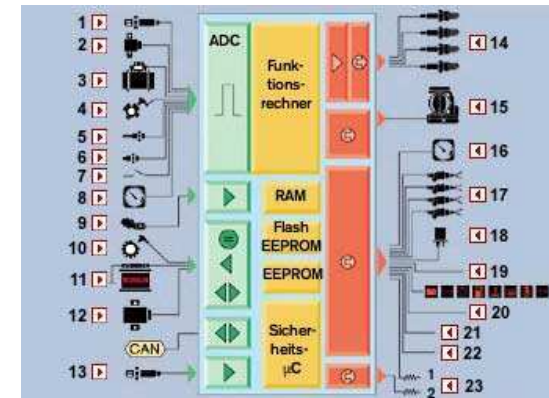 1
2
3
4
5
6
7
8
9
10
11
12
CAN
13
ADC
Funk-
tions-
rechner
RAM
Flash
EEPROM
EEPROM
Sicher-
heits-
µC
14
15
16
17
18
19
20
21
22
1
2
23